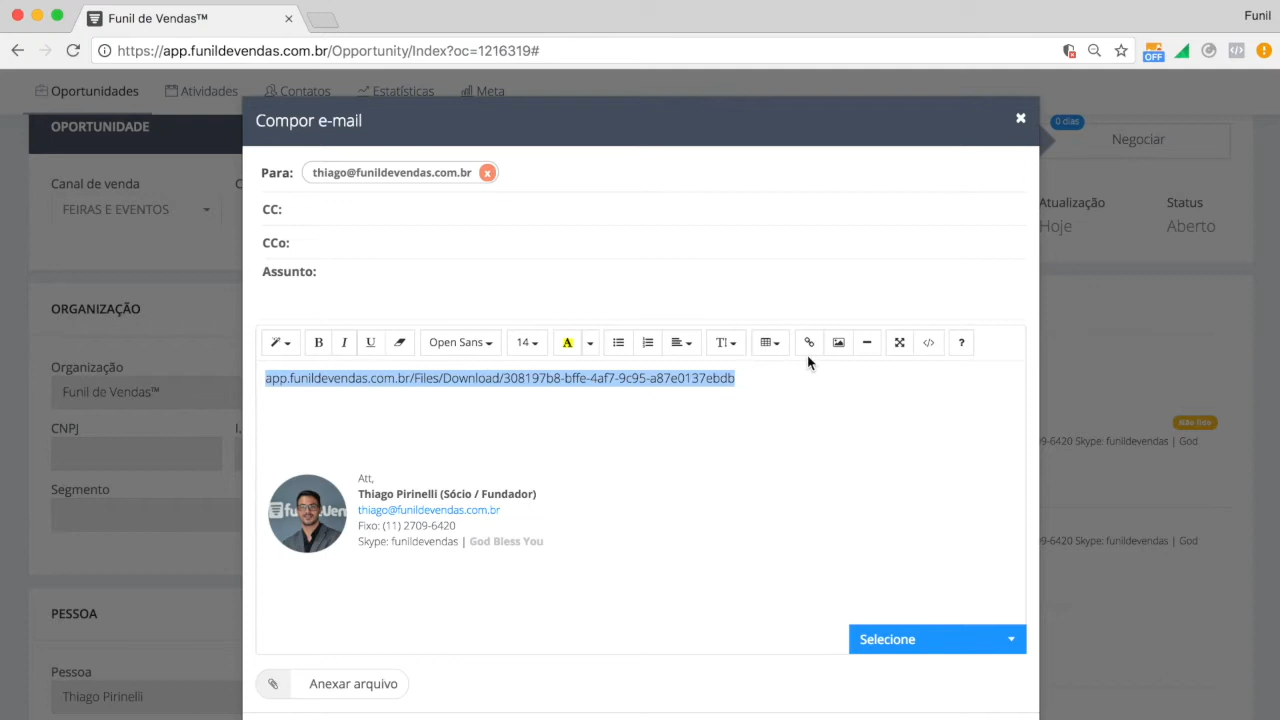 Funil de Vendas™
Funil
https://app.funildevendas.com.br/Opportunity/Index?oc=1216319#
OFF
Oportunidades Atividades Contatos Estatísticas Meta
OPORTUNIDADE
Compor e-mail
0 dias
Negociar
Canal de venda
FEIRAS E EVENTOS
Para: thiago@funildevendas.com.br x
CC:
CCo:
Assunto:
Atualização Status
Hoje Aberto
ORGANIZAÇÃO
Organização
Funil de Vendas™
CNPJ
Segmento
B I U Open Sans 14 A TI </> ?
app.funildevendas.com.br/Files/Download/308197b8-bffe-4af7-9c95-a87e0137ebdb
Não lido
09-6420 Skype: funildevendas | God
Att,
Thiago Pirinelli (Sócio / Fundador)
thiago@funildevendas.com.br
Fixo: (11) 2709-6420
Skype: funildevendas | God Bless You
09-6420 Skype: funildevendas | God
PESSOA
Pessoa
Thiago Pirinelli
Selecione
Anexar arquivo